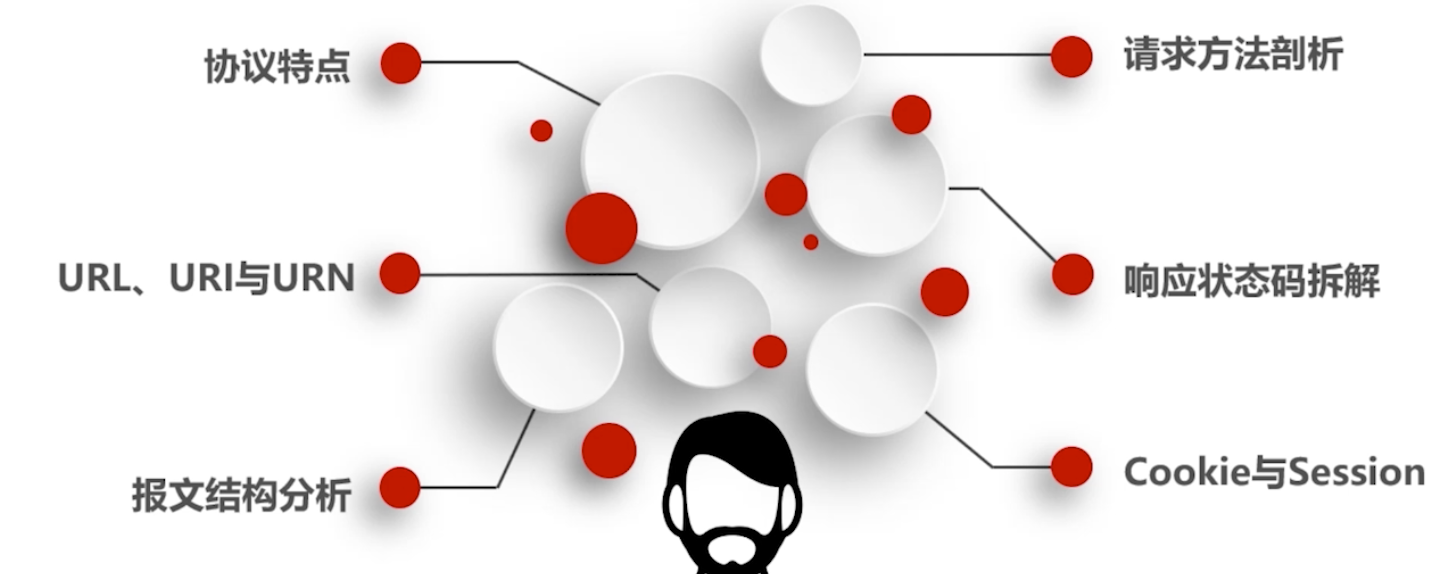 协议特点
请求方法剖析
URL、URI与URN
响应状态码拆解
报文结构分析
Cookie与Session